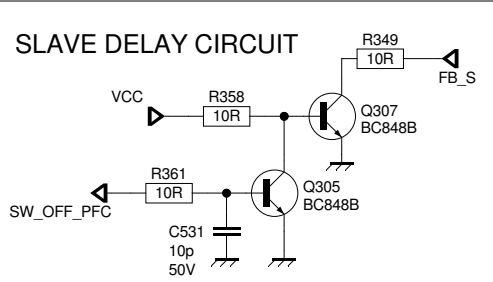 SLAVE DELAY CIRCUIT
R349
10R
FB_S
VCC
R358
10R
Q307
BC848B
R361
10R
SW_OFF_PFC
Q305
BC848B
C531
10p
50V